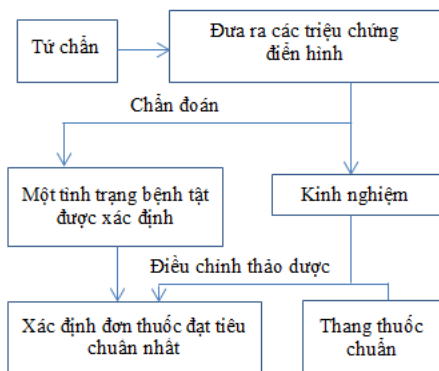 Tứ chẩn
Đưa ra các triệu chứng
điển hình
Chẩn đoán
Một tình trạng bệnh tật
được xác định
Kinh nghiệm
Điều chỉnh thảo dược
Xác định đơn thuốc đạt tiêu
chuẩn nhất
Thang thuốc
chuẩn